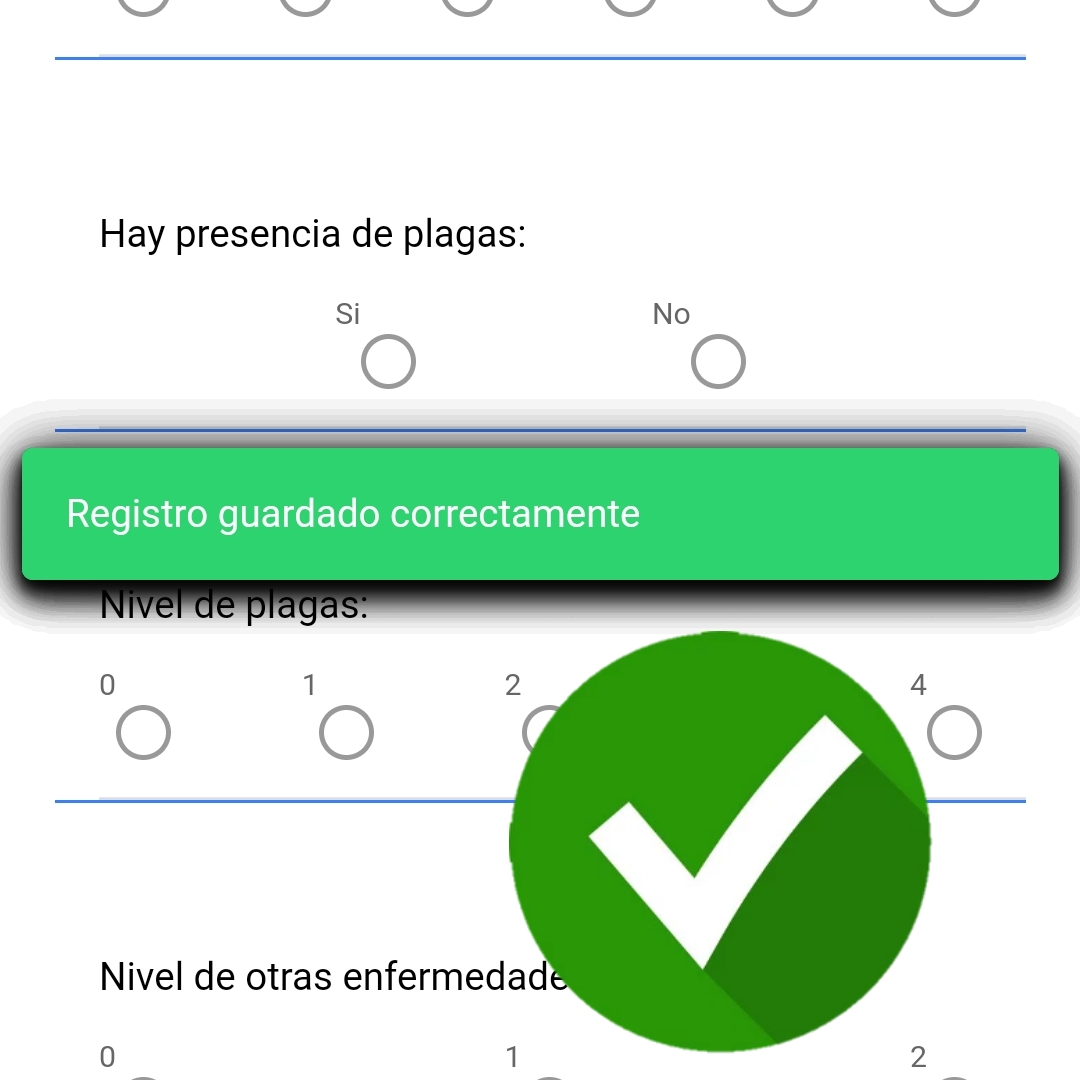 Hay presencia de plagas:
Si No
Registro guardado correctamente
Nivel de plagas:
0 1 2 4
Nivel de otras
0 1 2